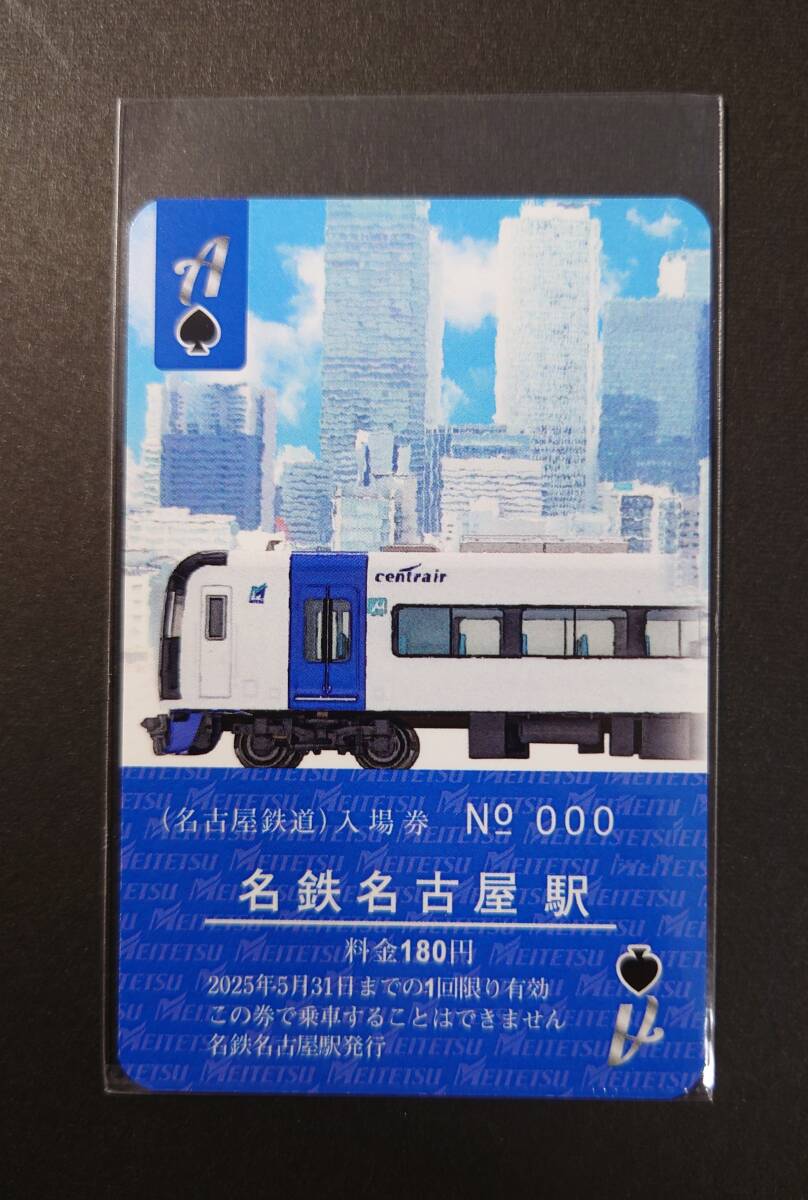 A
centrair
(名古屋鉄道)入場券 № 000
名鉄名古屋 駅
料金180円
2025年5月31日までの1回限り有効
この券で乗車することはできません
名鉄名古屋駅発行
A
MEITETSU